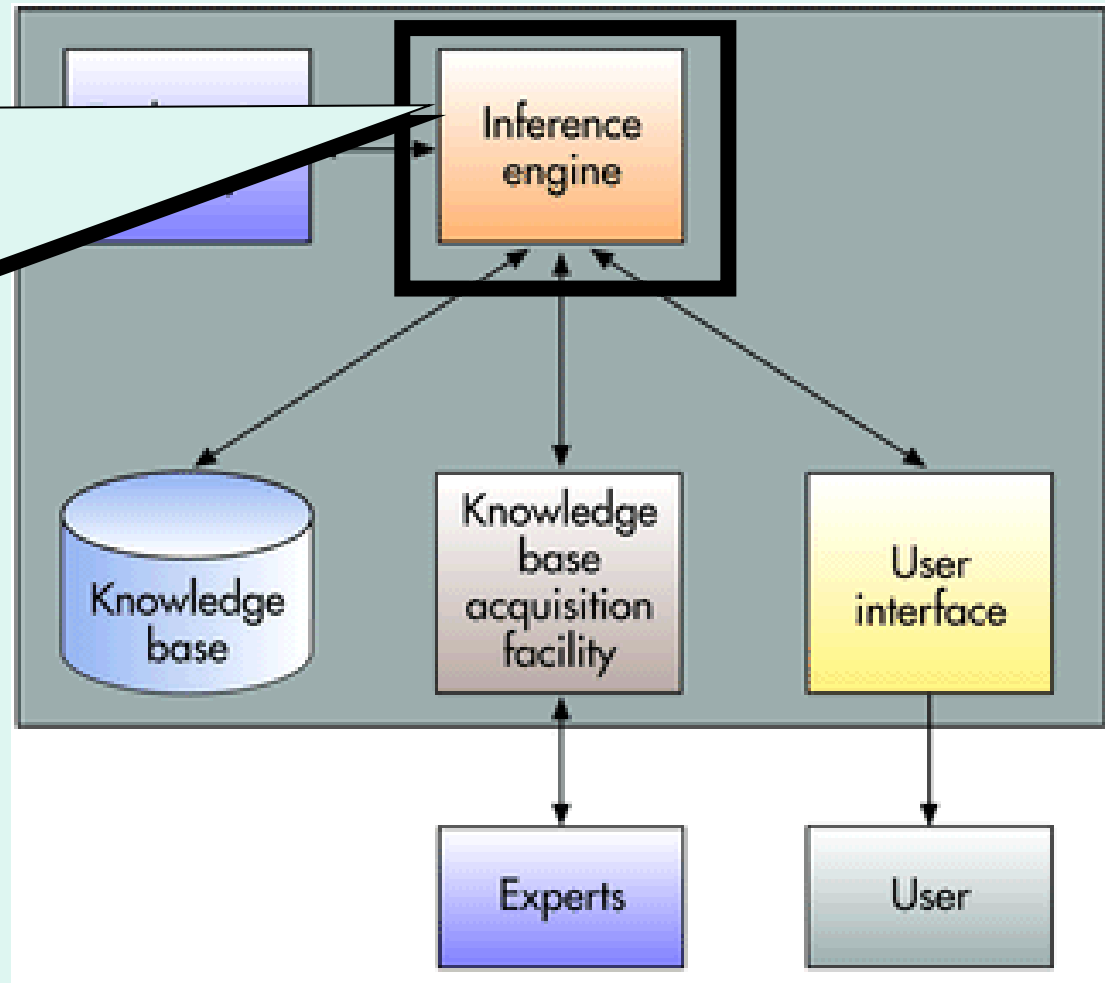 Inference
engine
Knowledge
base
Knowledge
base
acquisition
facility
User
interface
Experts
User